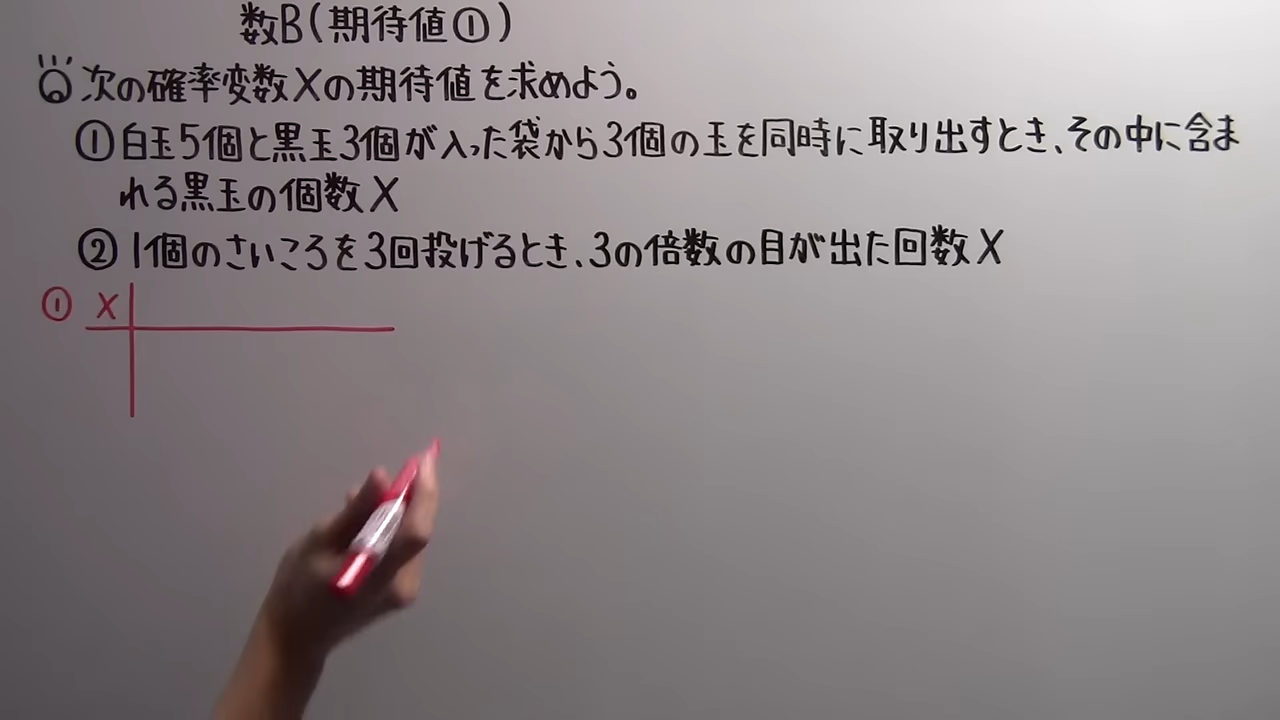 数B(期待値①)
次の確率変数Xの期待値を求めよう。
①白玉5個と黒玉3個が入った袋から3個の玉を同時に取り出すとき、その中に含ま
れる黒玉の個数X
②1個のさいころを3回投げるとき、3の倍数の目が出た回数X
① X